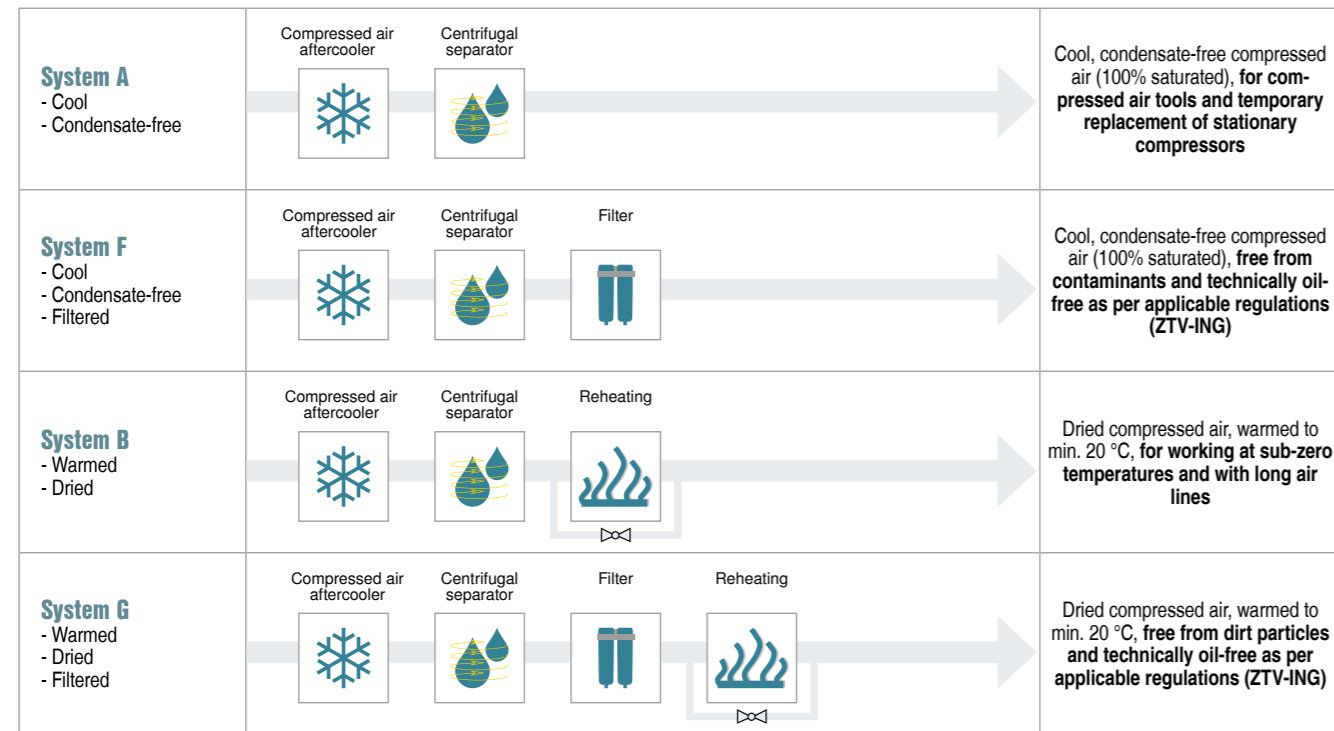 System A
- Cool
- Condensate-free
Compressed air
aftercooler
Centrifugal
separator
Cool, condensate-free compressed
air (100% saturated), for com-
pressed air tools and temporary
replacement of stationary
compressors
System F
- Cool
- Condensate-free
- Filtered
Compressed air
aftercooler
Centrifugal
separator
Filter
Cool, condensate-free compressed
air (100% saturated), free from
contaminants and technically oil-
free as per applicable regulations
(ZTV-ING)
System B
- Warmed
- Dried
Compressed air
aftercooler
Centrifugal
separator
Reheating
Dried compressed air, warmed to
min. 20 °C, for working at sub-zero
temperatures and with long air
lines
System G
- Warmed
- Dried
- Filtered
Compressed air
aftercooler
Centrifugal
separator
Filter
Reheating
Dried compressed air, warmed to
min. 20 °C, free from dirt particles
and technically oil-free as per
applicable regulations (ZTV-ING)